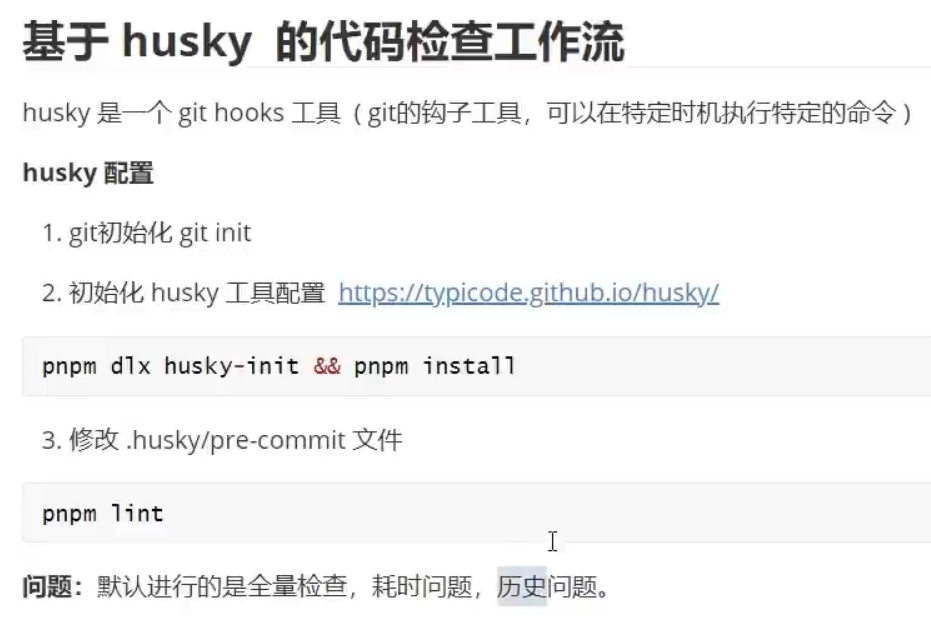 基于 husky 的代码检查工作流
husky 是一个 git hooks 工具（git的钩子工具，可以在特定时机执行特定的命令）
husky 配置
1. git初始化 git init
2. 初始化 husky 工具配置 https://typicode.github.io/husky/
pnpm dlx husky-init && pnpm install
3. 修改 .husky/pre-commit 文件
pnpm lint
问题：默认进行的是全量检查，耗时问题，历史问题。